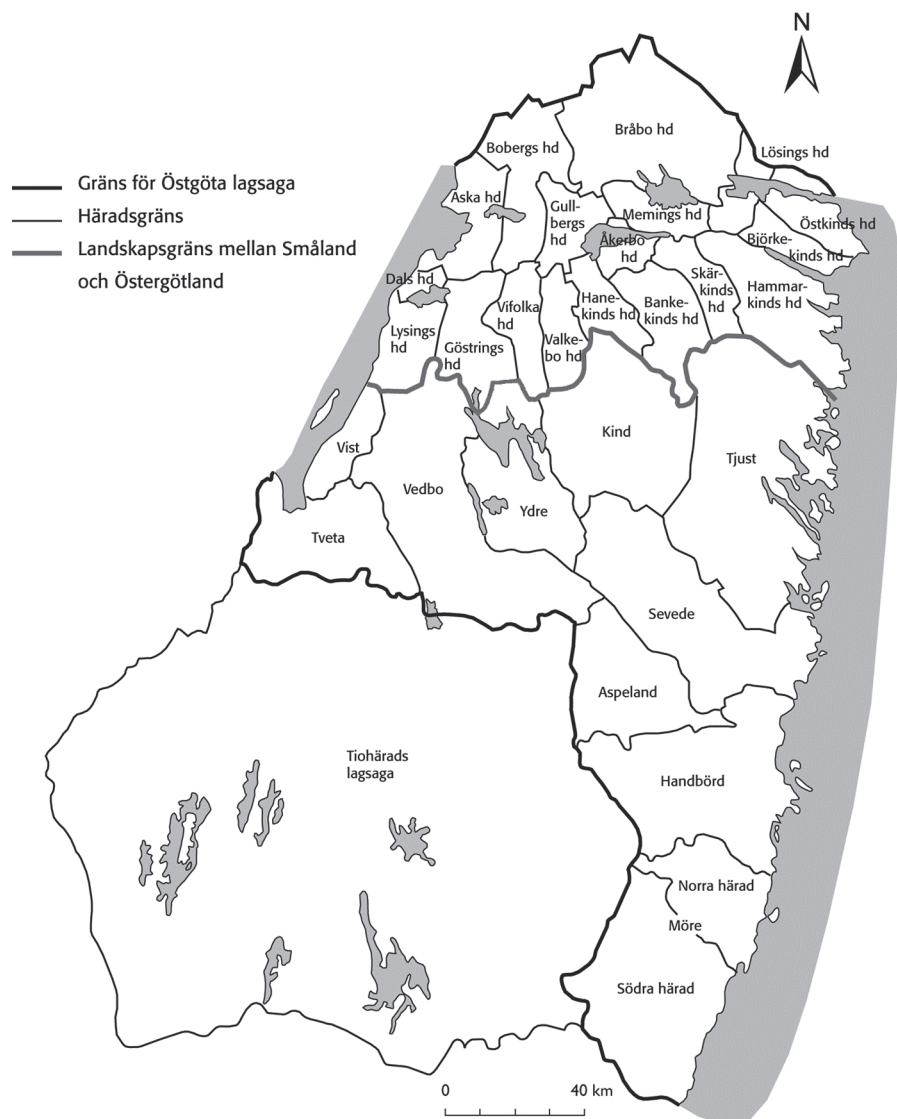 N
Gräns för Östgöta lagsaga
Häradsgräns
Landskapsgräns mellan Småland
och Östergötland
Bråbo hd
Bobergs hd
Lösings hd
Aska hd
Gull-
bergs
hd
Memings hd
Östkinds hd
Åkerbo
hd
Björke-
kinds hd
Skär-
kinds
hd
Dals hd
Hammar-
kinds hd
Hane-
kinds hd
Banke-
kinds hd
Vifolka
hd
Lysings
hd
Göstrings
hd
Valke-
bo hd
Kind
Vist
Tjust
Vedbo
Ydre
Tveta
Sevede
Aspeland
Tiohärads
lagsaga
Handbörd
Norra härad
Möre
Södra härad
0 40 km